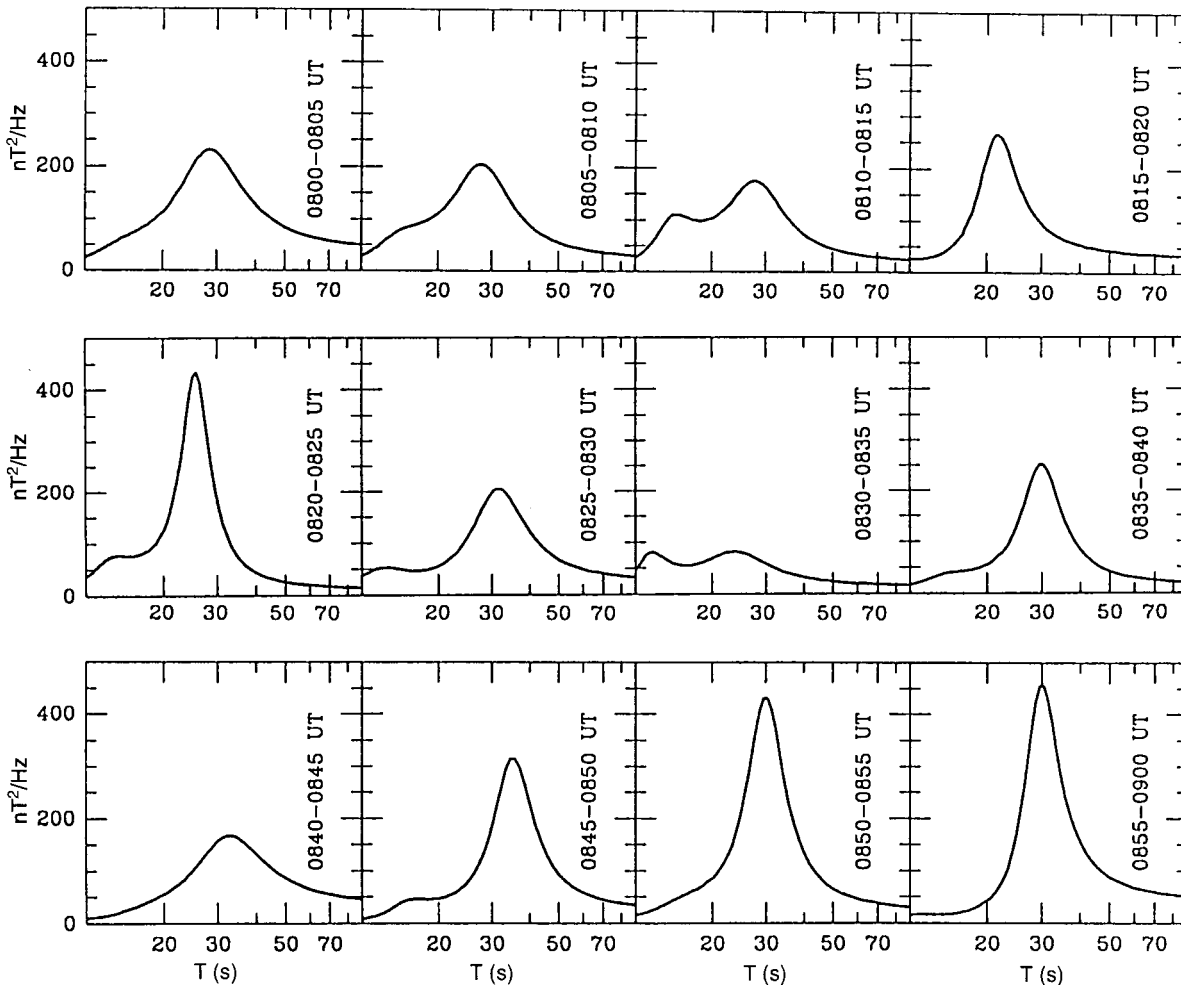 400
200
0
nT²/Hz
0800-0805 UT
0805-0810 UT
0810-0815 UT
0815-0820 UT
20 30 50 70 20 30 50 70 20 30 50 70 20 30 50 70
400
200
0
nT²/Hz
0820-0825 UT
0825-0830 UT
0830-0835 UT
0835-0840 UT
20 30 50 70 20 30 50 70 20 30 50 70 20 30 50 70
400
200
0
nT²/Hz
0840-0845 UT
0845-0850 UT
0850-0855 UT
0855-0900 UT
20 30 50 70 20 30 50 70 20 30 50 70 20 30 50 70
T (s) T (s) T (s) T (s)